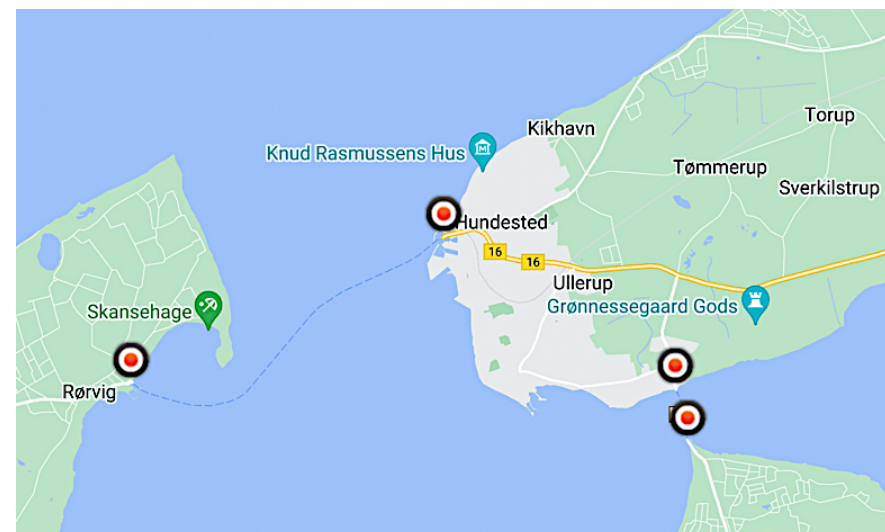 Kikhavn
Torup
Knud Rasmussens Hus
Tømmerup
Sverkilstrup
Hundested
16
16
Ullerup
Grønnessegaard Gods
Skansehage
Rørvig